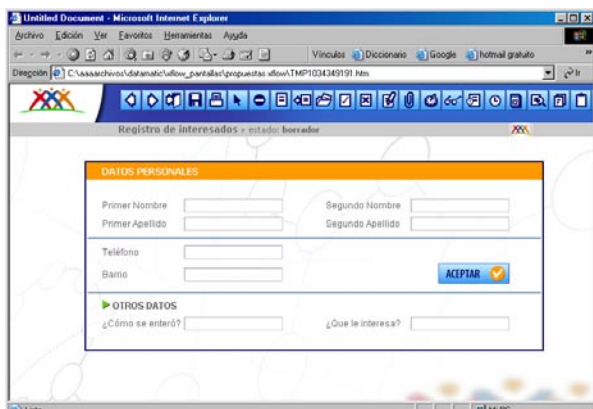 Untitled Document - Microsoft Internet Explorer
Archivo Edición Ver Favoritos Herramientas Ayuda
Vínculos Diccionario Google hotmail gratuito
Dirección C:\aaaarchivos\datamatic\xflow_pantallas\propuestas xflow\TMP1034349191.htm Ir
Registro de interesados » estado: borrador
DATOS PERSONALES
Primer Nombre Segundo Nombre
Primer Apellido Segundo Apellido
Teléfono
Barrio ACEPTAR
OTROS DATOS
¿Cómo se enteró? ¿Que le interesa?